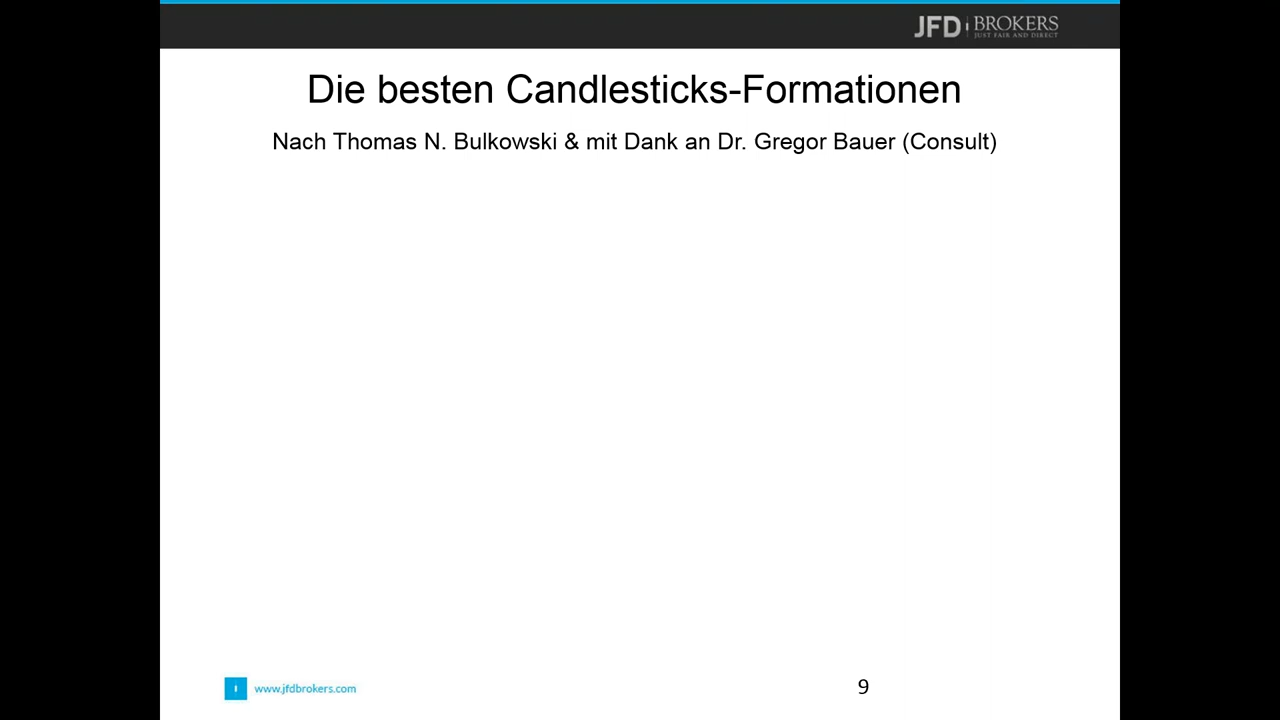 JFD BROKERS
JUST FAIR AND DIRECT
Die besten Candlesticks-Formationen
Nach Thomas N. Bulkowski & mit Dank an Dr. Gregor Bauer (Consult)
www.jfdbrokers.com
9